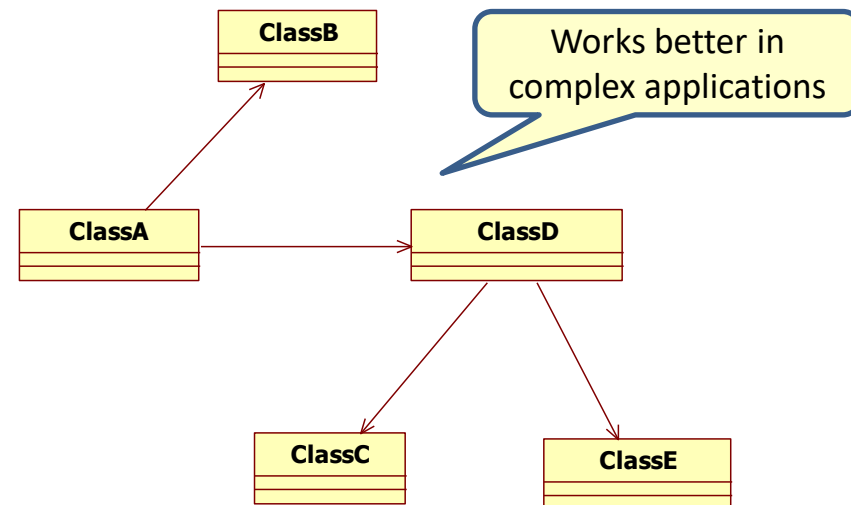 ClassB
Works better in
complex applications
ClassA
ClassD
ClassC
ClassE